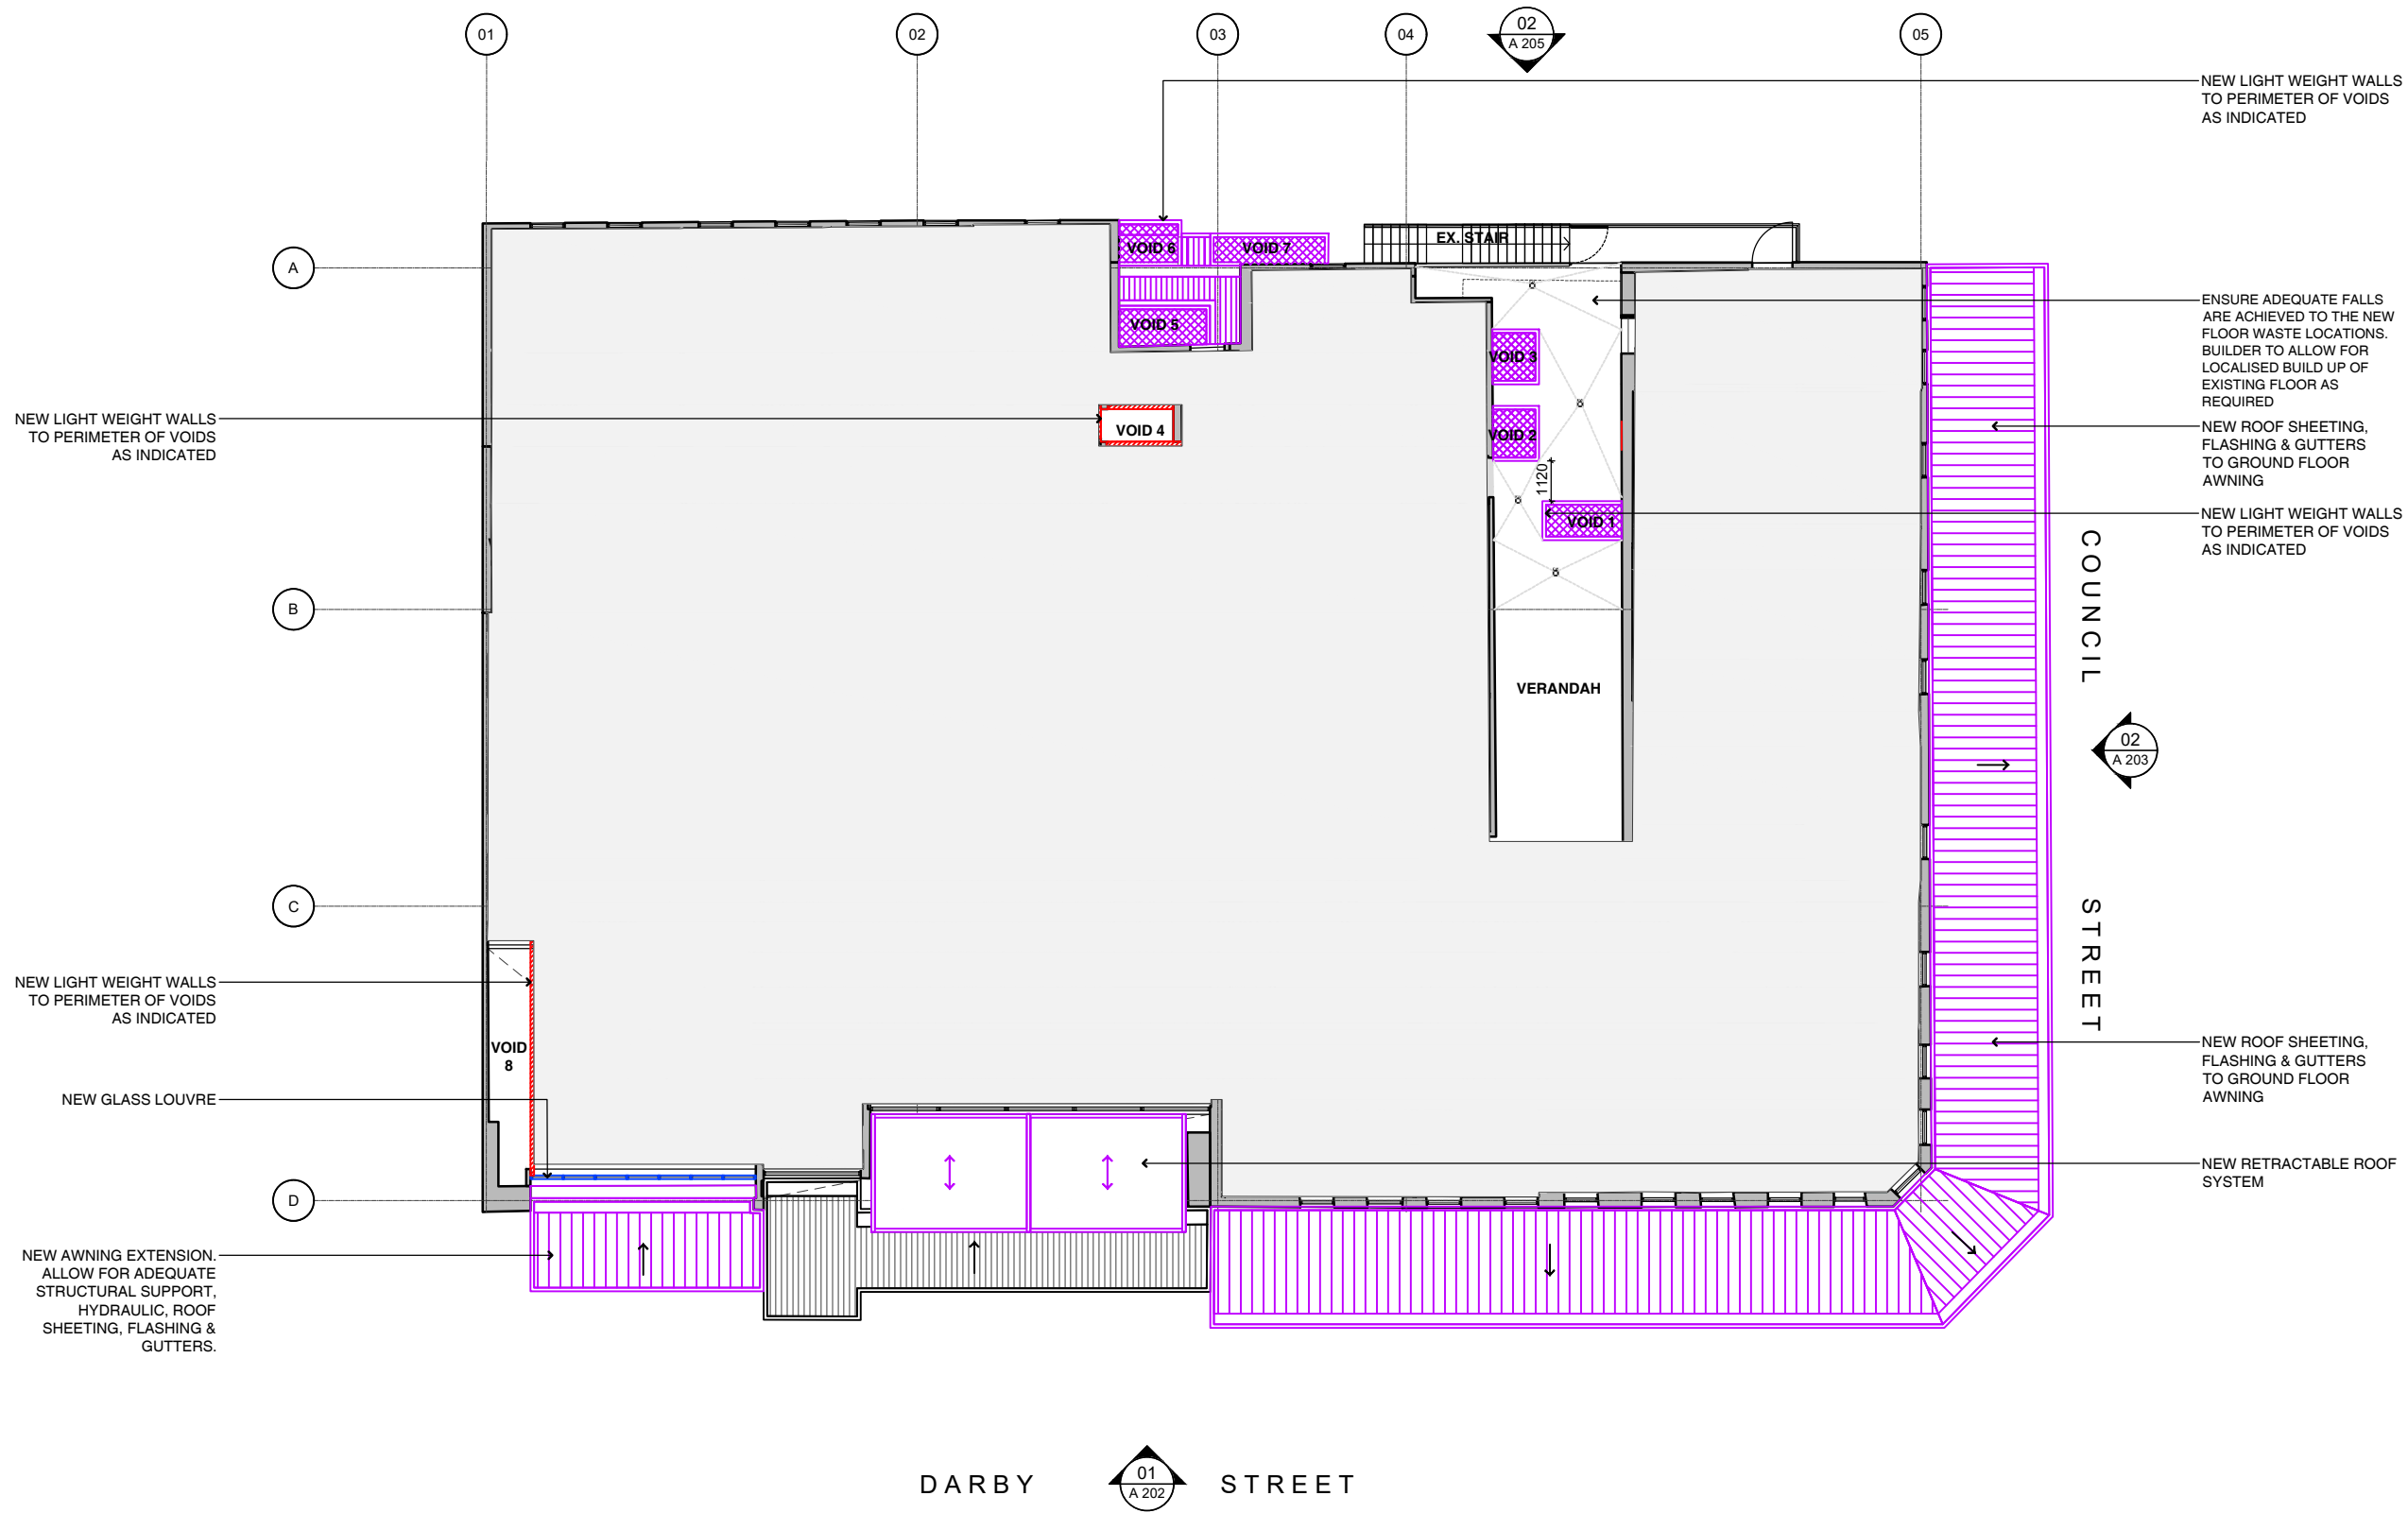 01
02
03
04
02
A 205
05
NEW LIGHT WEIGHT WALLS
TO PERIMETER OF VOIDS
AS INDICATED
A
VOID 6
VOID 7
EX. STAIR
VOID 5
VOID 3
ENSURE ADEQUATE FALLS
ARE ACHIEVED TO THE NEW
FLOOR WASTE LOCATIONS.
BUILDER TO ALLOW FOR
LOCALISED BUILD UP OF
EXISTING FLOOR AS
REQUIRED
NEW LIGHT WEIGHT WALLS
TO PERIMETER OF VOIDS
AS INDICATED
VOID 4
VOID 2
NEW ROOF SHEETING,
FLASHING & GUTTERS
TO GROUND FLOOR
AWNING
1120
VOID 1
NEW LIGHT WEIGHT WALLS
TO PERIMETER OF VOIDS
AS INDICATED
B
VERANDAH
COUNCIL STREET
02
A 203
C
NEW LIGHT WEIGHT WALLS
TO PERIMETER OF VOIDS
AS INDICATED
VOID
8
NEW GLASS LOUVRE
NEW ROOF SHEETING,
FLASHING & GUTTERS
TO GROUND FLOOR
AWNING
NEW RETRACTABLE ROOF
SYSTEM
D
NEW AWNING EXTENSION.
ALLOW FOR ADEQUATE
STRUCTURAL SUPPORT,
HYDRAULIC, ROOF
SHEETING, FLASHING &
GUTTERS.
DARBY STREET
01
A 202